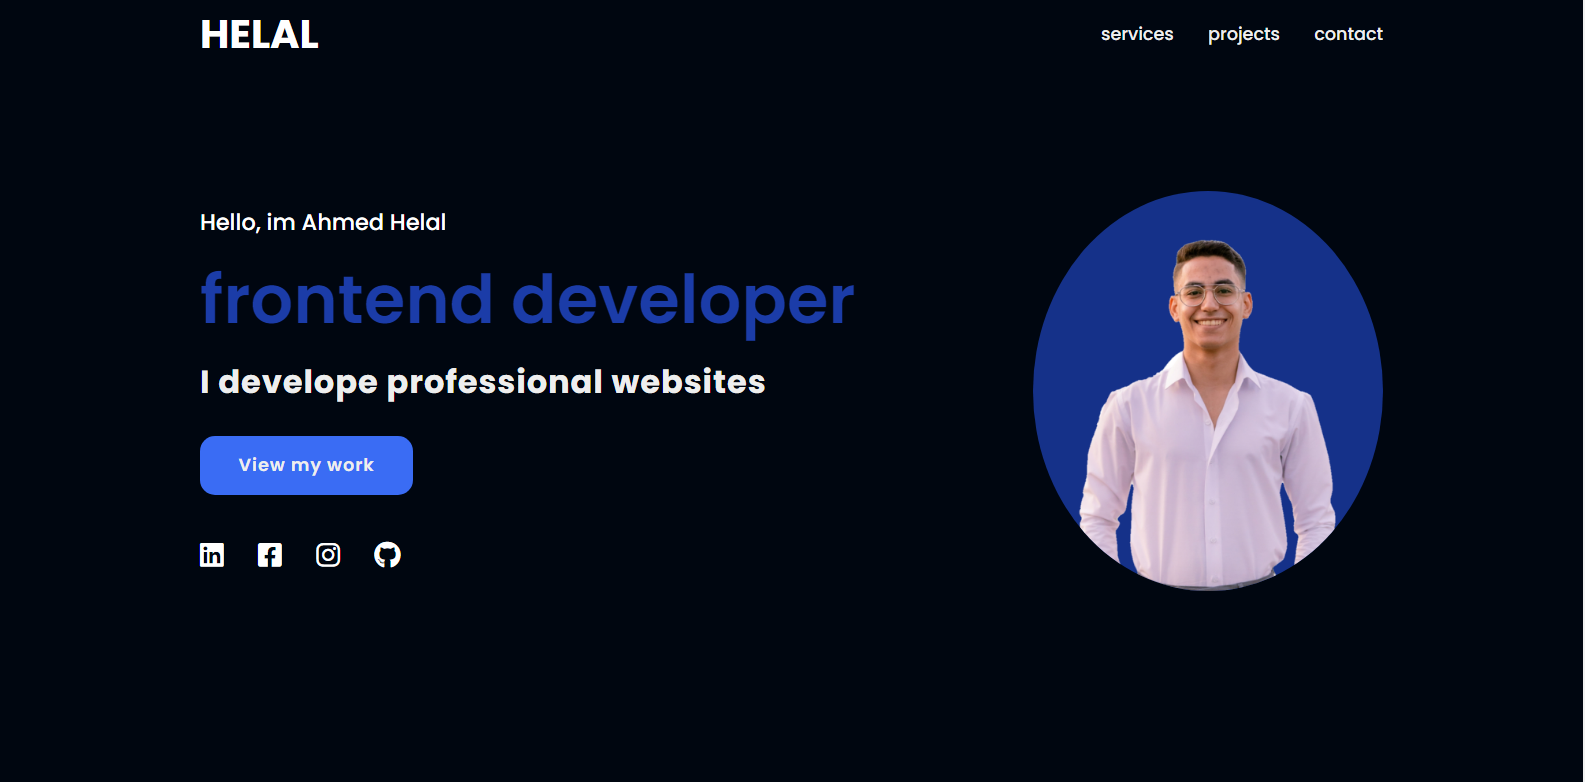 HELAL
services projects contact
Hello, im Ahmed Helal
frontend developer
I develope professional websites
View my work